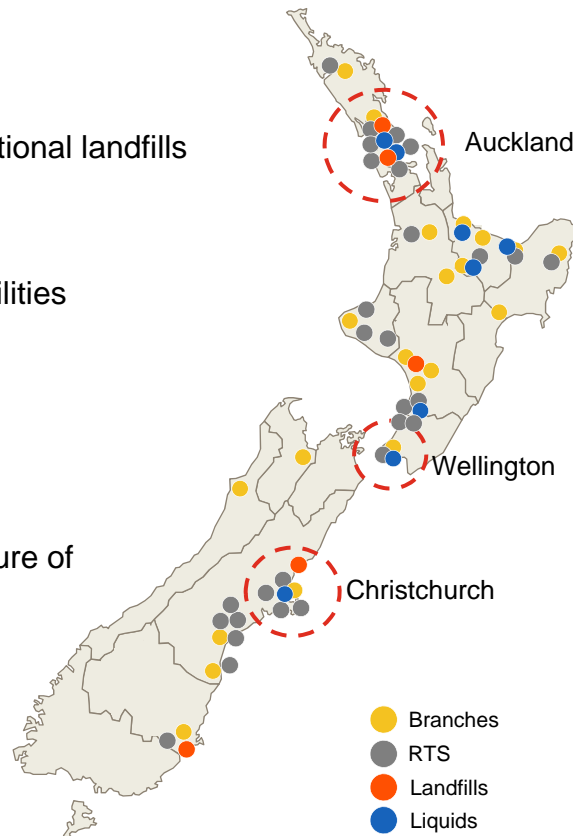 tional landfills
Auckland
ilities
Wellington
ure of
Christchurch
Branches
RTS
Landfills
Liquids